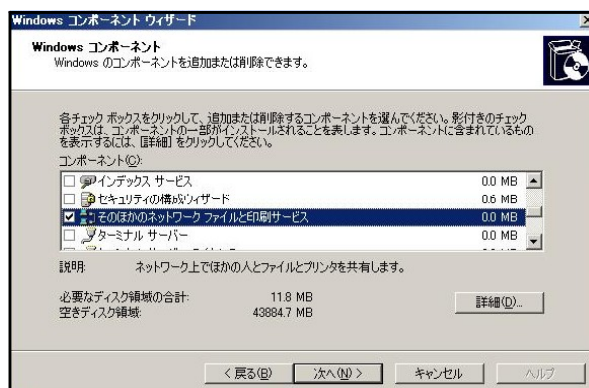 Windows コンポーネント ウィザード
Windows コンポーネント
Windows のコンポーネントを追加または削除できます。
各チェック ボックスをクリックして、追加または削除するコンポーネントを選んでください。影付きのチェック
ボックスは、コンポーネントの一部がインストールされることを表します。コンポーネントに含まれているもの
を表示するには、[詳細] をクリックしてください。
コンポーネント(C):
インデックス サービス 0.0 MB
セキュリティの構成ウィザード 0.6 MB
そのほかのネットワーク ファイルと印刷サービス 0.0 MB
ターミナル サーバー 0.0 MB
説明: ネットワーク上でほかの人とファイルとプリンタを共有します。
必要なディスク領域の合計: 11.8 MB
空きディスク領域: 43884.7 MB
詳細(D)...
< 戻る(B)
次へ(N) >
キャンセル
ヘルプ